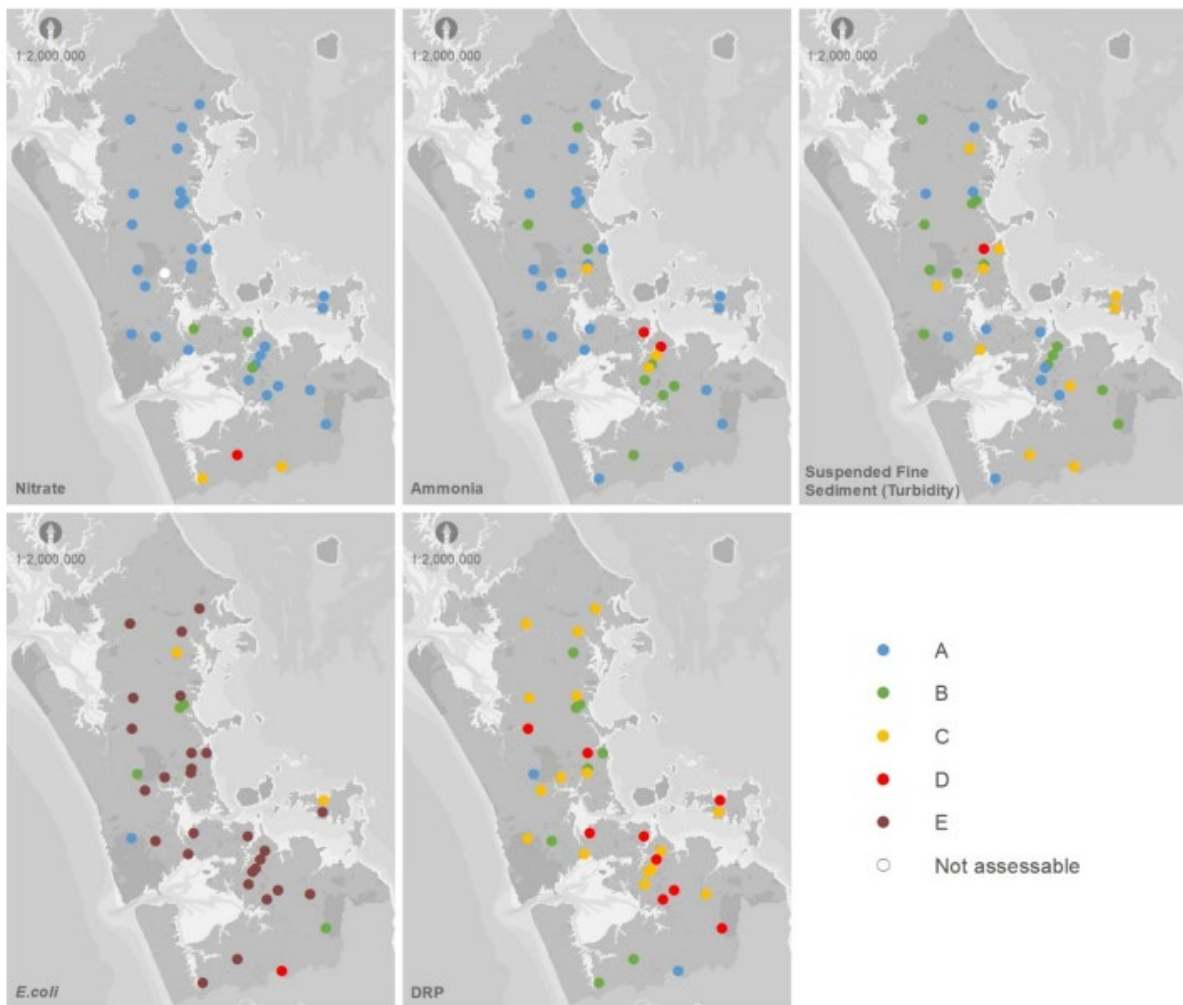 1:2,000,000
1:2,000,000
1:2,000,000
Nitrate
Ammonia
Suspended Fine
Sediment (Turbidity)
1:2,000,000
1:2,000,000
E.coli
DRP
A
B
C
D
E
Not assessable